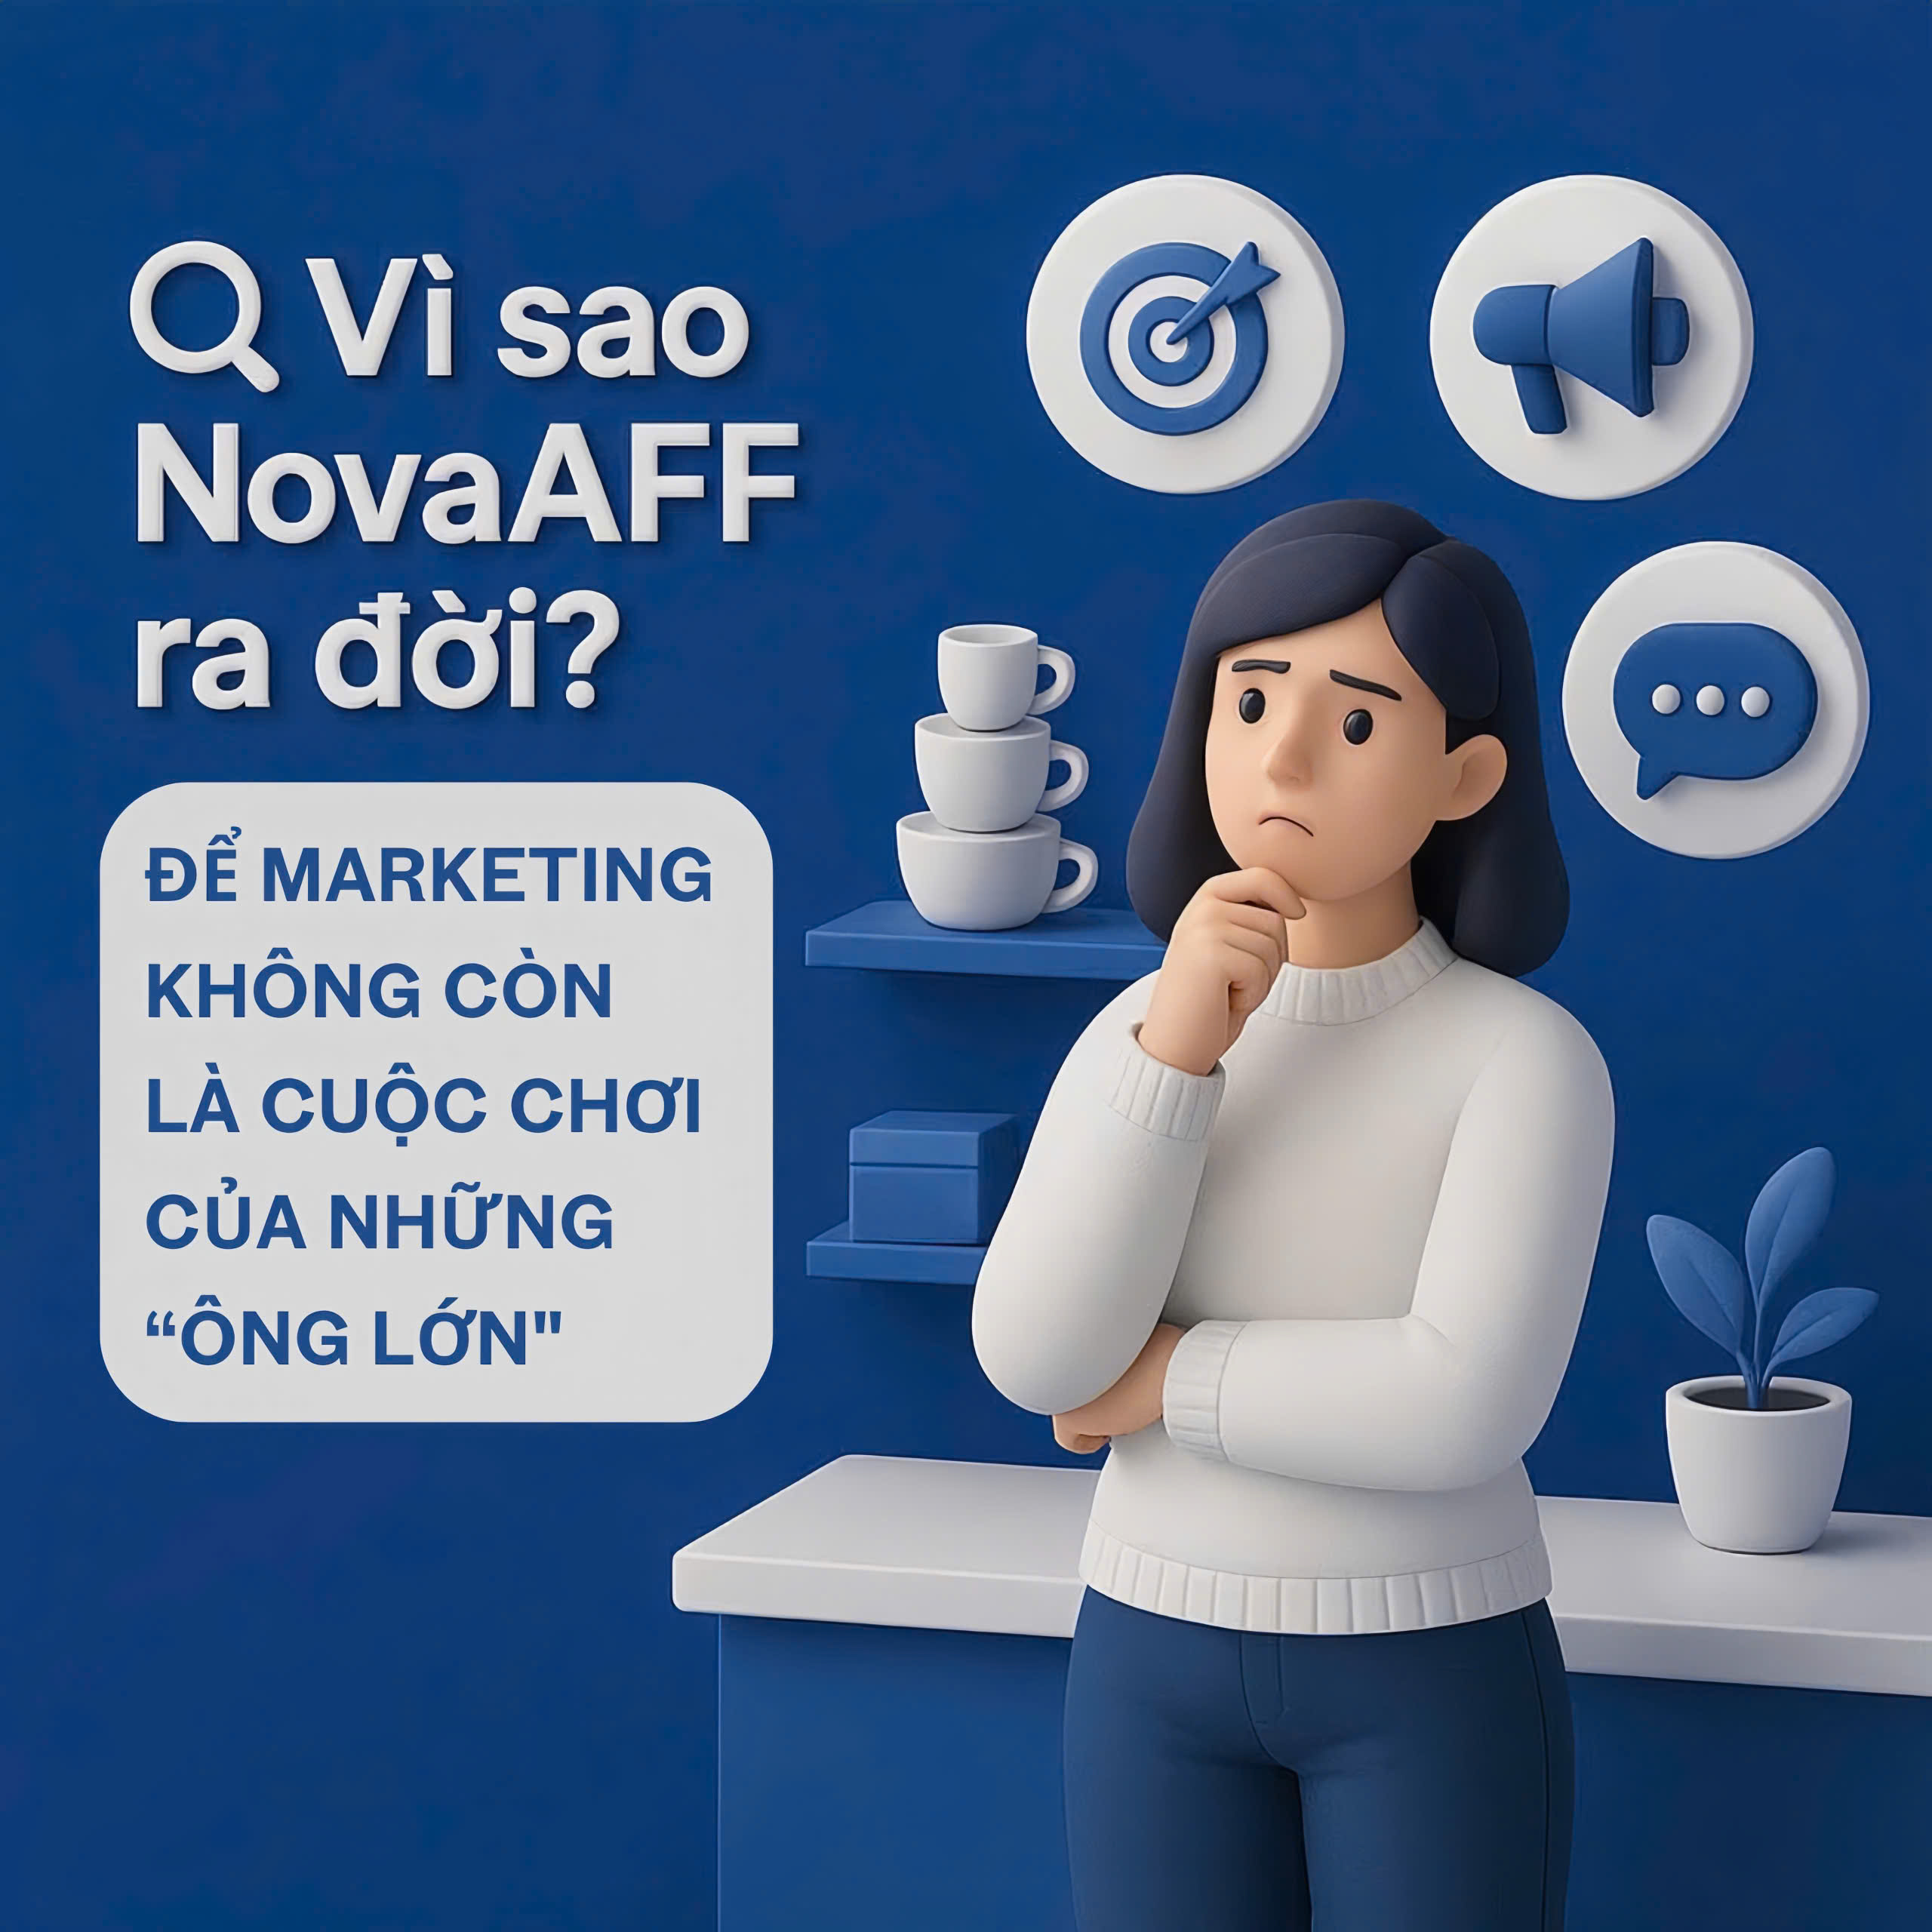 Vì sao
NovaAFF
ra đời?
ĐỂ MARKETING
KHÔNG CÒN
LÀ CUỘC CHƠI
CỦA NHỮNG
“ÔNG LỚN"